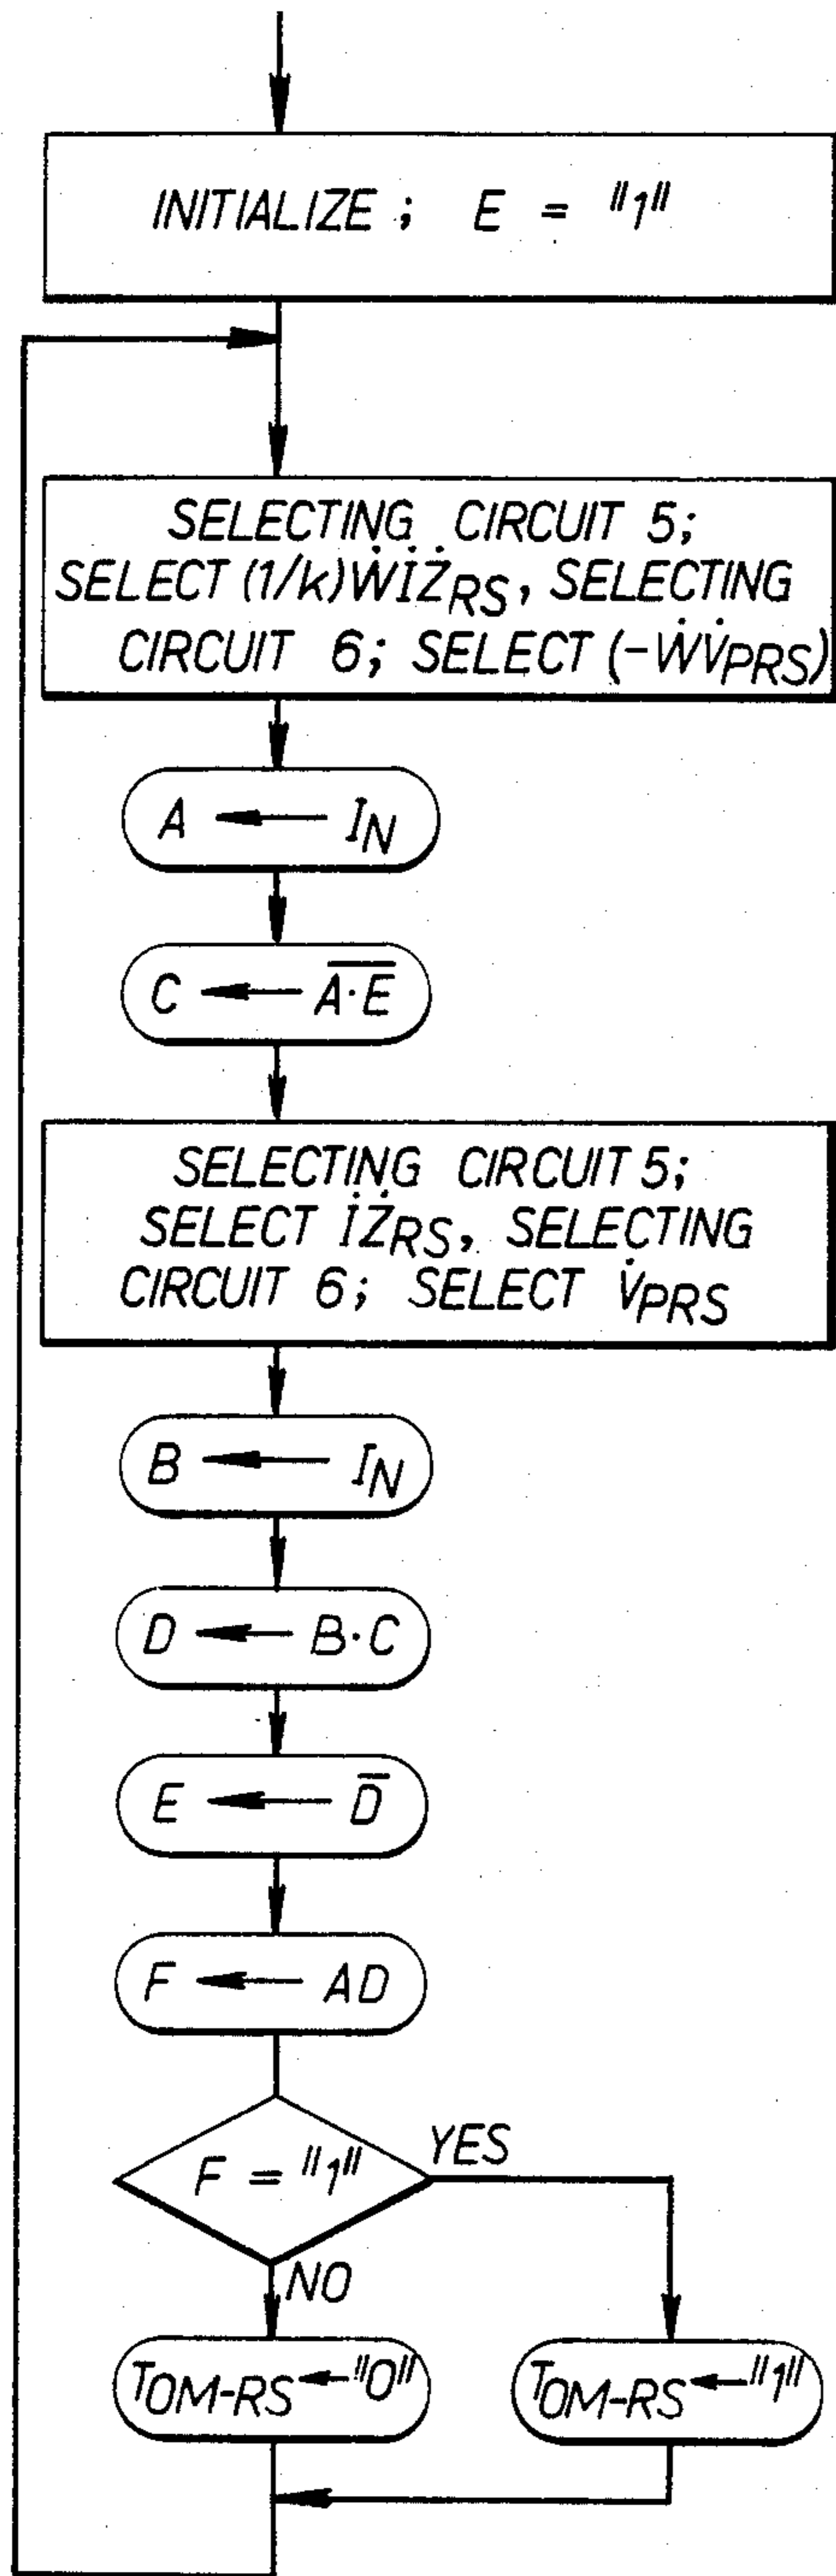 INITIALIZE ; E = "1"
SELECTING CIRCUIT 5;
SELECT (1/k)ẆİŻRS, SELECTING
CIRCUIT 6; SELECT (-ẆV̇PRS)
A ← IN
C ← A̅·̅E̅
SELECTING CIRCUIT 5;
SELECT İŻRS, SELECTING
CIRCUIT 6; SELECT V̇PRS
B ← IN
D ← B·C
E ← D̅
F ← AD
F = "1"
YES
NO
TOM-RS ← "0"
TOM-RS ← "1"